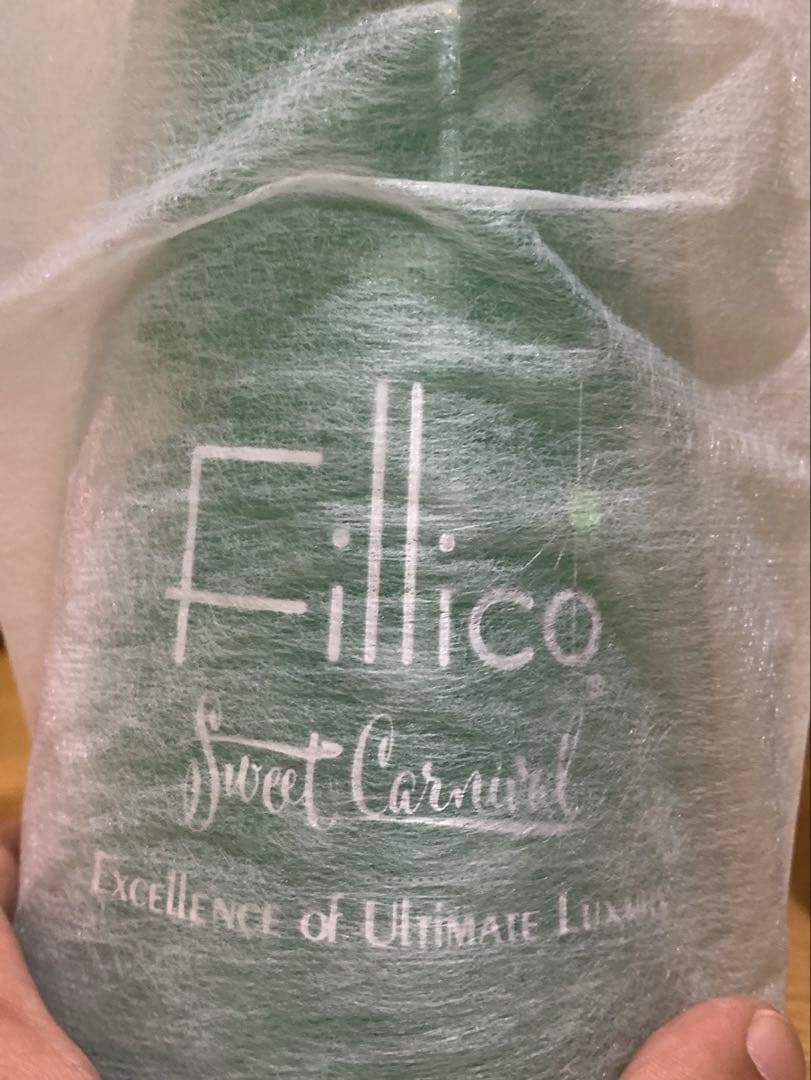 Fillico
Sweet Carnival
Excellence of Ultimate Luxury